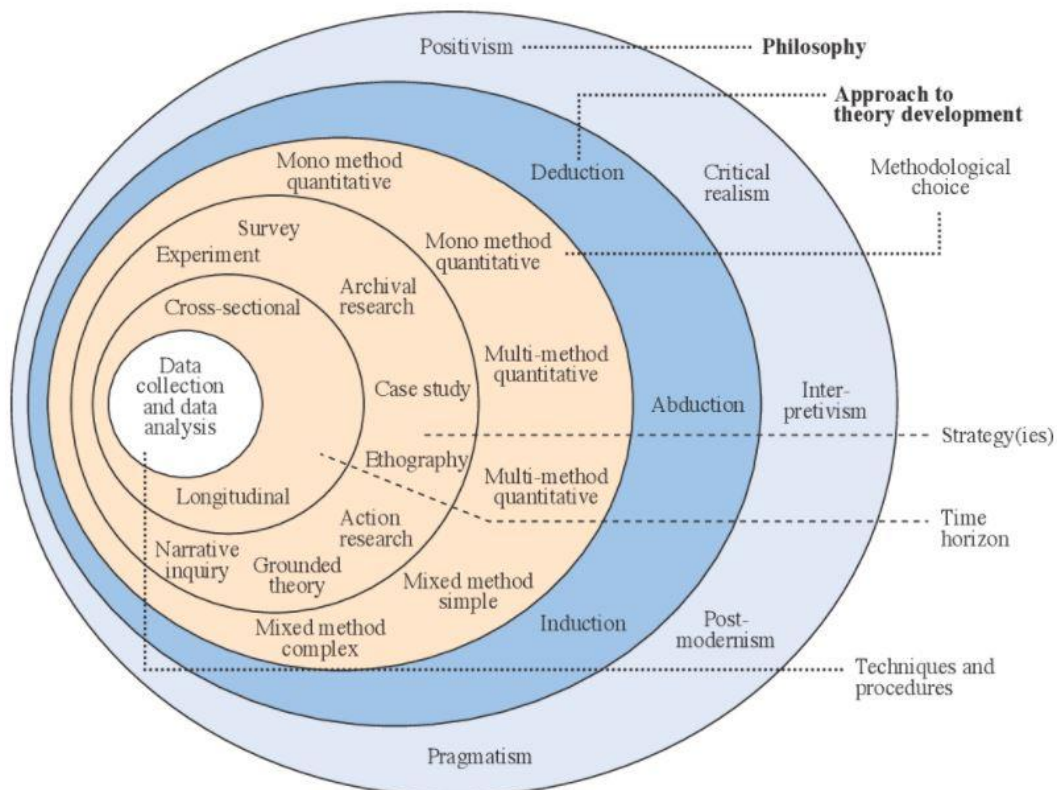 Positivism
Philosophy
Approach to
theory development
Mono method
quantitative
Deduction
Critical
realism
Methodological
choice
Survey
Experiment
Mono method
quantitative
Archival
research
Cross-sectional
Data
collection
and data
analysis
Case study
Multi-method
quantitative
Abduction
Inter-
pretivism
Strategy(ies)
Ethography
Multi-method
quantitative
Longitudinal
Time
horizon
Action
research
Narrative
inquiry
Grounded
theory
Mixed method
simple
Mixed method
complex
Induction
Post-
modernism
Techniques and
procedures
Pragmatism